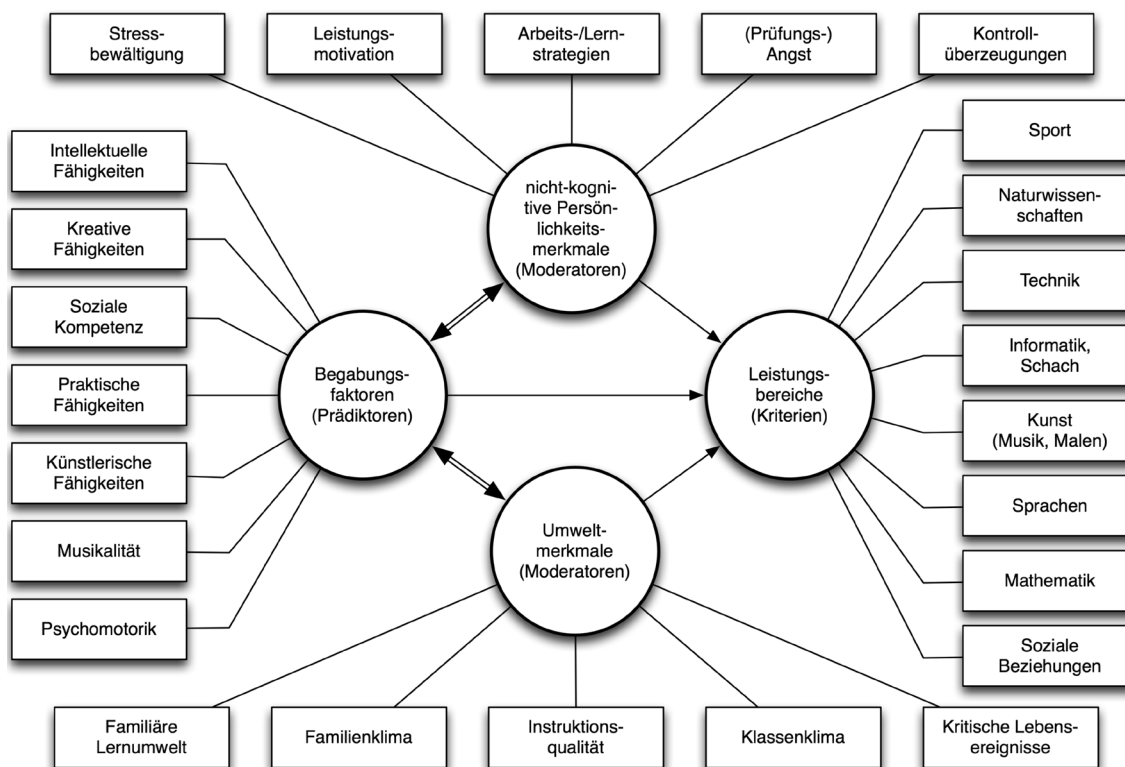 Stress-
bewältigung
Leistungs-
motivation
Arbeits-/Lern-
strategien
(Prüfungs-)
Angst
Kontroll-
überzeugungen
Intellektuelle
Fähigkeiten
Kreative
Fähigkeiten
Soziale
Kompetenz
Praktische
Fähigkeiten
Künstlerische
Fähigkeiten
Musikalität
Psychomotorik
nicht-kogni-
tive Persön-
lichkeits-
merkmale
(Moderatoren)
Begabungs-
faktoren
(Prädiktoren)
Leistungs-
bereiche
(Kriterien)
Umwelt-
merkmale
(Moderatoren)
Sport
Naturwissen-
schaften
Technik
Informatik,
Schach
Kunst
(Musik, Malen)
Sprachen
Mathematik
Soziale
Beziehungen
Familiäre
Lernumwelt
Familienklima
Instruktions-
qualität
Klassenklima
Kritische Lebens-
ereignisse